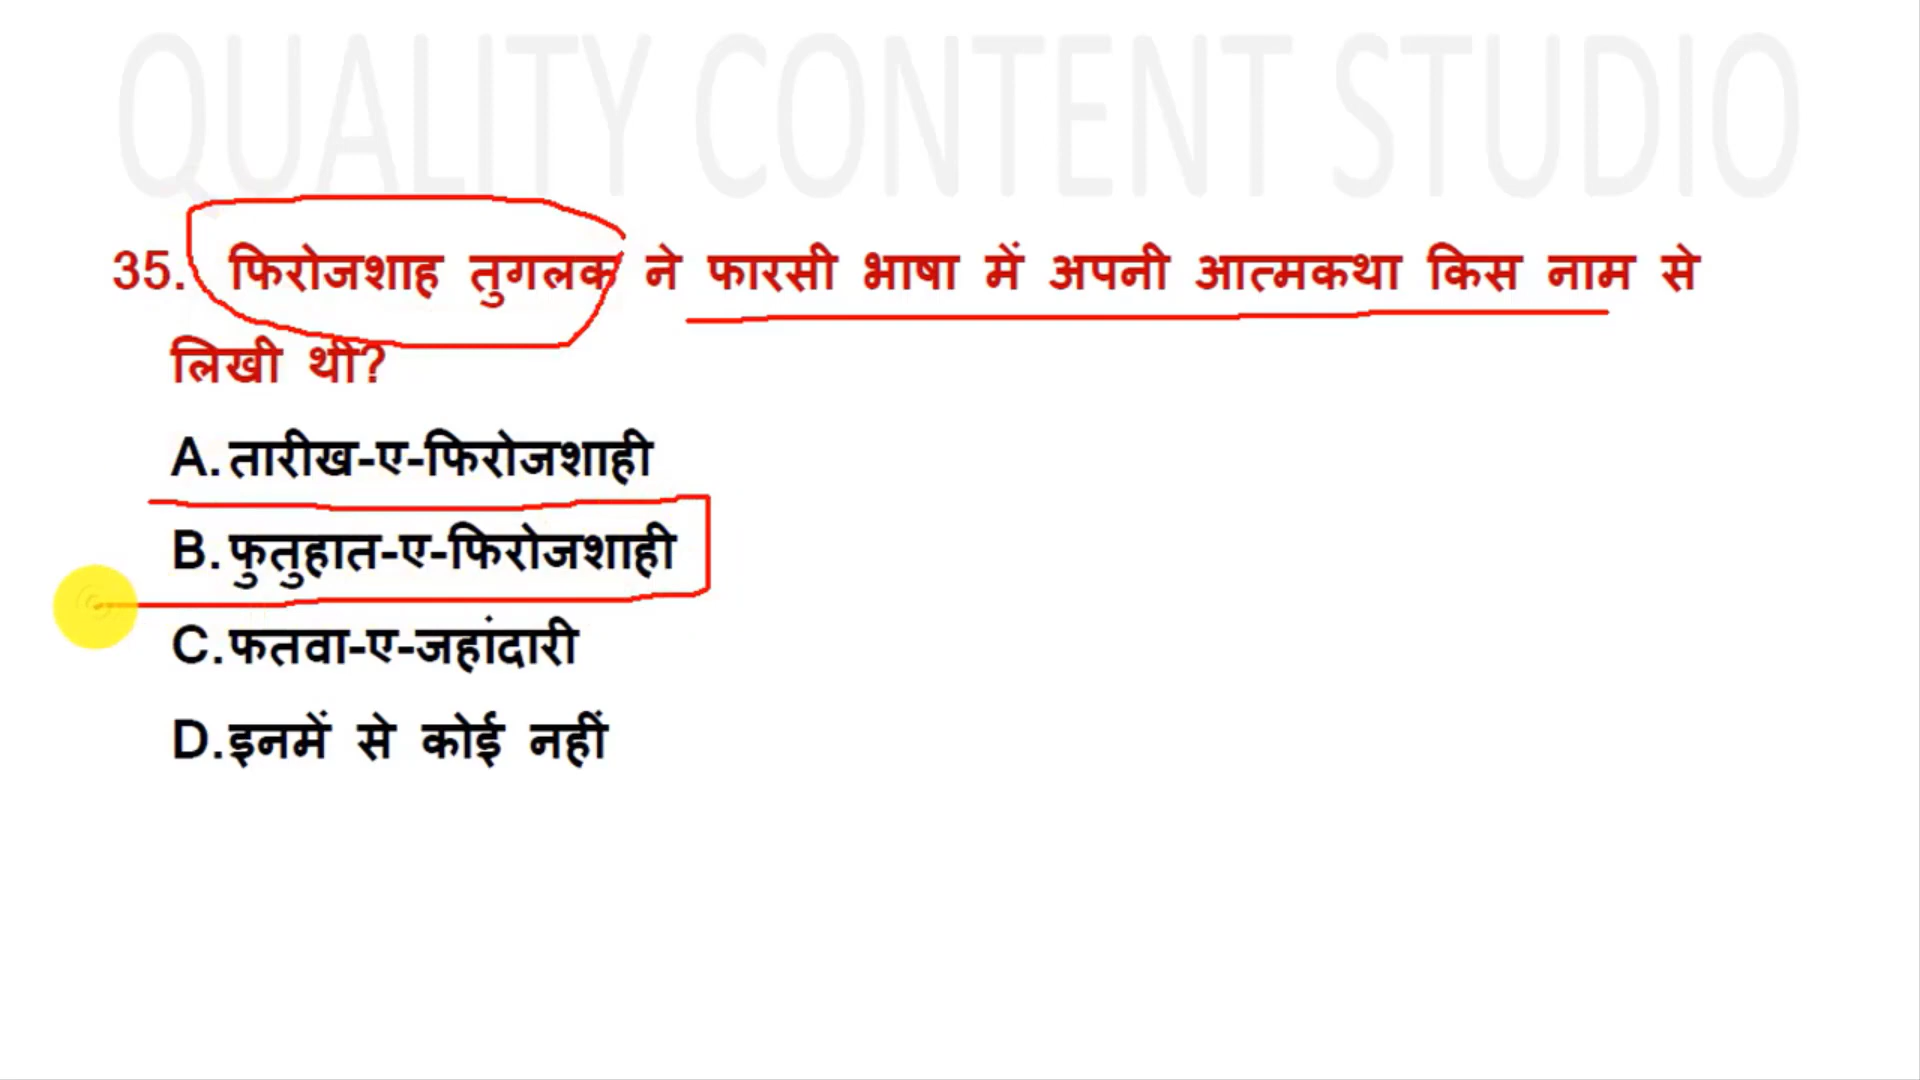 QUALITY CONTENT STUDIO
35. फिरोजशाह तुगलक ने फारसी भाषा में अपनी आत्मकथा किस नाम से
लिखी थी?
A. तारीख-ए-फिरोजशाही
B. फुतुहात-ए-फिरोजशाही
C. फतवा-ए-जहांदारी
D. इनमें से कोई नहीं